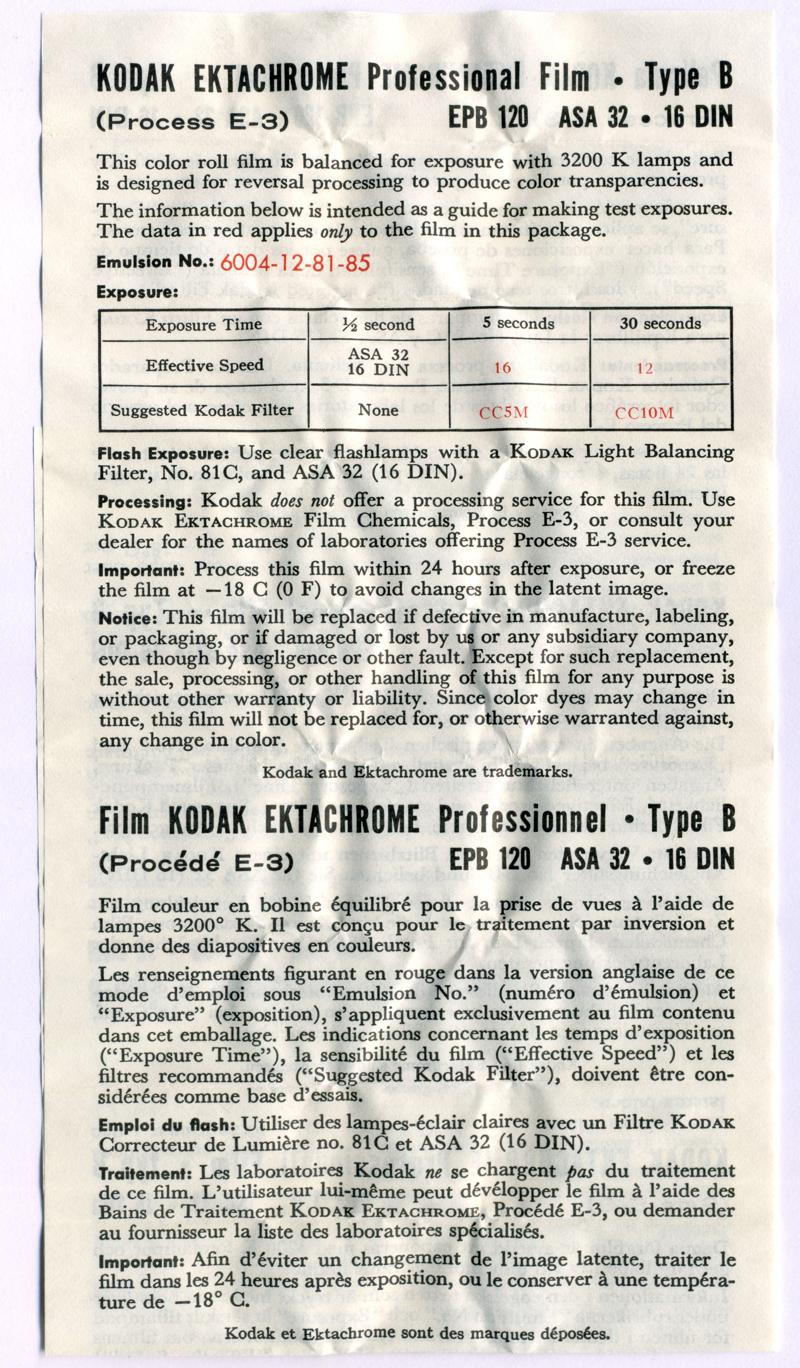 KODAK EKTACHROME Professional Film • Type B
(Process E-3) EPB 120 ASA 32 • 16 DIN
This color roll film is balanced for exposure with 3200 K lamps and
is designed for reversal processing to produce color transparencies.
The information below is intended as a guide for making test exposures.
The data in red applies only to the film in this package.
Emulsion No.: 6004-12-81-85
Exposure:
Exposure Time ½ second 5 seconds 30 seconds
Effective Speed ASA 32 16 DIN 16 12
Suggested Kodak Filter None CC5M CC10M
Flash Exposure: Use clear flashlamps with a KODAK Light Balancing
Filter, No. 81C, and ASA 32 (16 DIN).
Processing: Kodak does not offer a processing service for this film. Use
KODAK EKTACHROME Film Chemicals, Process E-3, or consult your
dealer for the names of laboratories offering Process E-3 service.
Important: Process this film within 24 hours after exposure, or freeze
the film at −18 C (0 F) to avoid changes in the latent image.
Notice: This film will be replaced if defective in manufacture, labeling,
or packaging, or if damaged or lost by us or any subsidiary company,
even though by negligence or other fault. Except for such replacement,
the sale, processing, or other handling of this film for any purpose is
without other warranty or liability. Since color dyes may change in
time, this film will not be replaced for, or otherwise warranted against,
any change in color.
Kodak and Ektachrome are trademarks.
Film KODAK EKTACHROME Professionnel • Type B
(Procédé E-3) EPB 120 ASA 32 • 16 DIN
Film couleur en bobine équilibré pour la prise de vues à l'aide de
lampes 3200° K. Il est conçu pour le traitement par inversion et
donne des diapositives en couleurs.
Les renseignements figurant en rouge dans la version anglaise de ce
mode d'emploi sous “Emulsion No.” (numéro d'émulsion) et
“Exposure” (exposition), s'appliquent exclusivement au film contenu
dans cet emballage. Les indications concernant les temps d'exposition
(“Exposure Time”), la sensibilité du film (“Effective Speed”) et les
filtres recommandés (“Suggested Kodak Filter”), doivent être con-
sidérées comme base d'essais.
Emploi du flash: Utiliser des lampes-éclair claires avec un Filtre KODAK
Correcteur de Lumière no. 81C et ASA 32 (16 DIN).
Traitement: Les laboratoires Kodak ne se chargent pas du traitement
de ce film. L'utilisateur lui-même peut dévélopper le film à l'aide des
Bains de Traitement KODAK EKTACHROME, Procédé E-3, ou demander
au fournisseur la liste des laboratoires spécialisés.
Important: Afin d'éviter un changement de l'image latente, traiter le
film dans les 24 heures après exposition, ou le conserver à une tempéra-
ture de −18° C.
Kodak et Ektachrome sont des marques déposées.